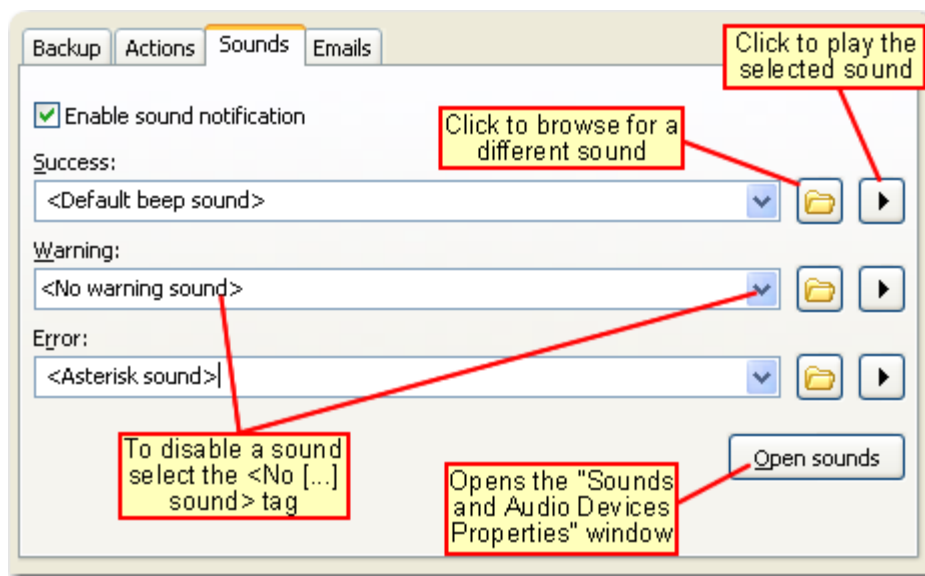 Backup Actions Sounds Emails
Click to play the
selected sound
Enable sound notification
Click to browse for a
different sound
Success:
<Default beep sound>
Warning:
<No warning sound>
Error:
<Asterisk sound>
To disable a sound
select the <No [...]
sound> tag
Open sounds
Opens the "Sounds
and Audio Devices
Properties" window